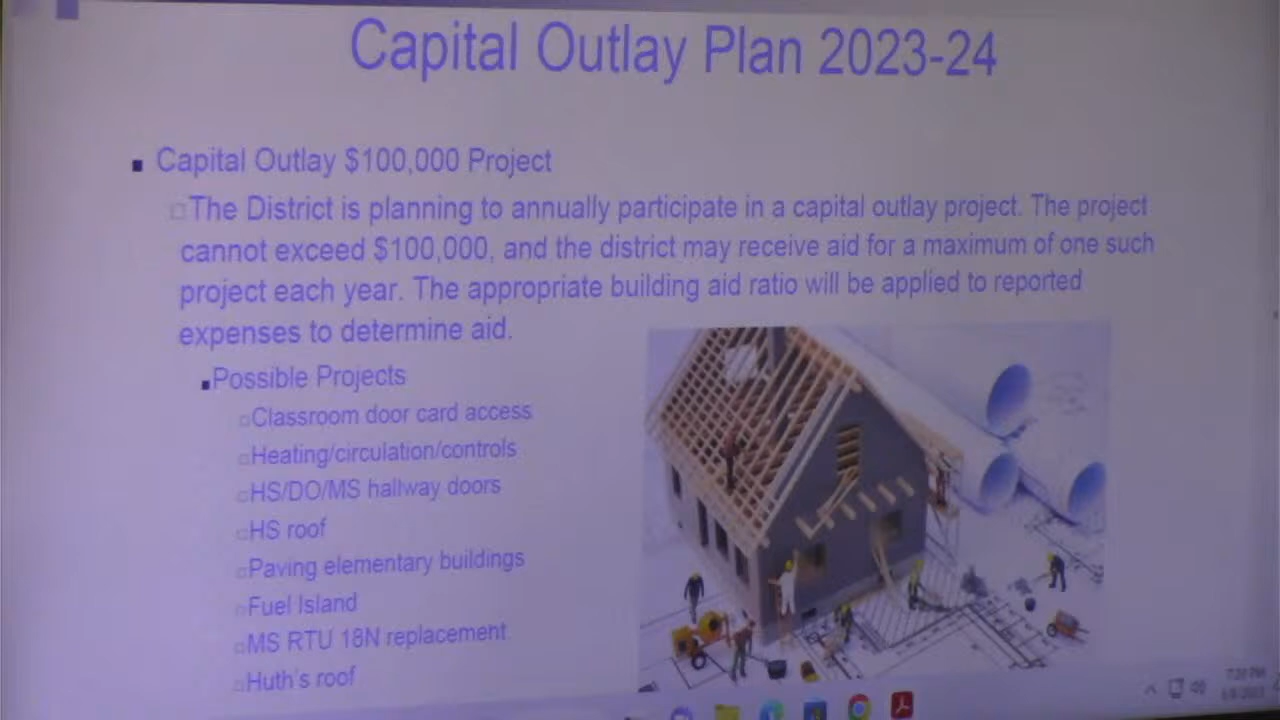 Capital Outlay Plan 2023-24
Capital Outlay $100,000 Project
The District is planning to annually participate in a capital outlay project. The project
cannot exceed $100,000, and the district may receive aid for a maximum of one such
project each year. The appropriate building aid ratio will be applied to reported
expenses to determine aid.
Possible Projects
Classroom door card access
Heating/circulation/controls
HS/DO/MS hallway doors
HS roof
Paving elementary buildings
Fuel Island
MS RTU 18N replacement
Huth's roof